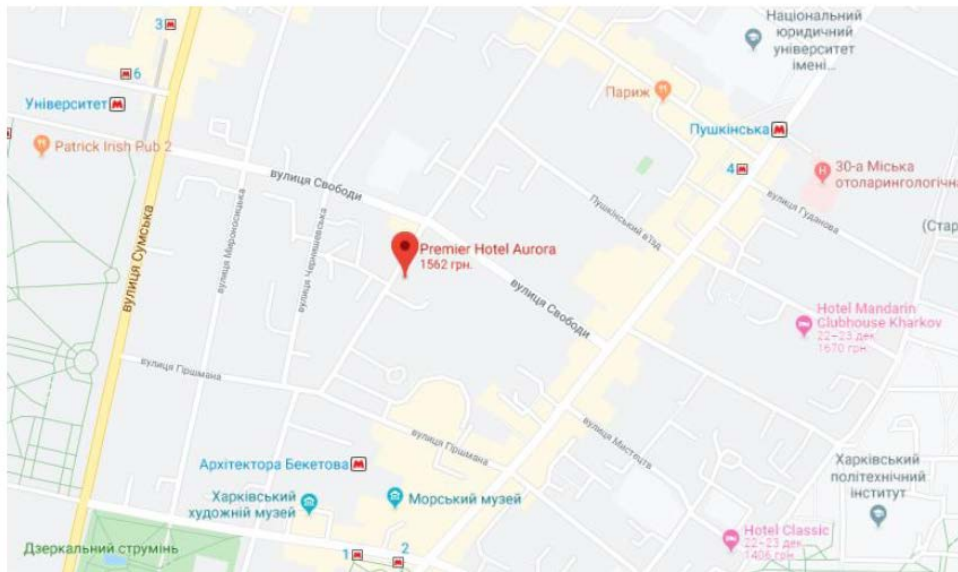 3
6
Університет
Patrick Irish Pub 2
вулиця Свободи
вулиця Сумська
вулиця Мироносицька
вулиця Чернишевська
Premier Hotel Aurora
1562 грн.
вулиця Свободи
вулиця Гіршмана
вулиця Гіршмана
Архітектора Бекетова
Харківський
художній музей
Морський музей
Дзеркальний струмінь
1
2
Національний
юридичний
університет
імені...
Париж
Пушкінська
4
30-а Міська
отоларингологічна
вулиця Гуданова
(Стар
Пушкінський в'їзд
Hotel Mandarin
Clubhouse Kharkov
22–23 дек.
1670 грн.
вулиця Мистецтв
Харківський
політехнічний
інститут
Hotel Classic
22–23 дек.
1406 грн.